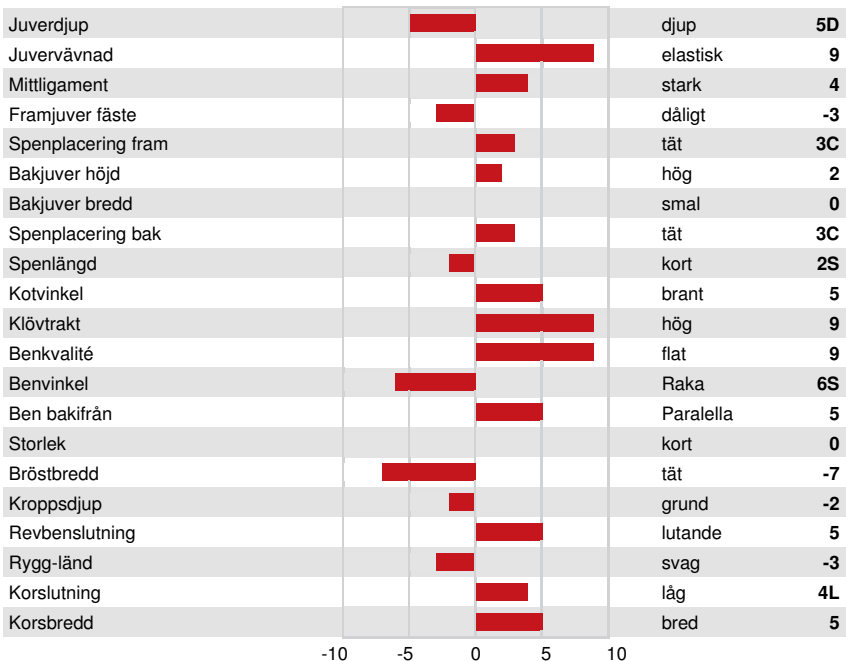 Juverdjup djup 5D
Juvervävnad elastisk 9
Mittligament stark 4
Framjuver fäste dåligt -3
Spenplacering fram tät 3C
Bakjuver höjd hög 2
Bakjuver bredd smal 0
Spenplacering bak tät 3C
Spenlängd kort 2S
Kotvinkel brant 5
Klövtrakt hög 9
Benkvalité flat 9
Benvinkel Raka 6S
Ben bakifrån Paralella 5
Storlek kort 0
Bröstbredd tät -7
Kroppsdjup grund -2
Revbenslutning lutande 5
Rygg-länd svag -3
Korslutning låg 4L
Korsbredd bred 5
-10 -5 0 5 10